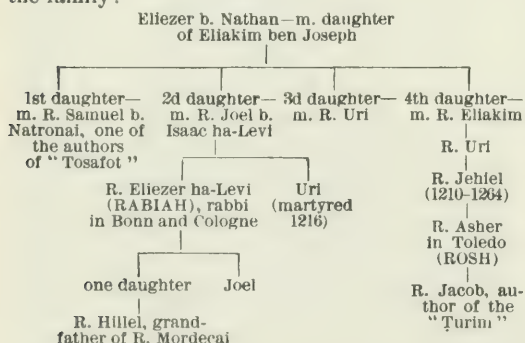 the family:
Eliezer b. Nathan—m. daughter
of Eliakim ben Joseph
1st daughter—
m. R. Samuel b.
Natronai, one of
the authors
of "Tosafot"
2d daughter—
m. R. Joel b.
Isaac ha-Levi
3d daughter—
m. R. Uri
4th daughter—
m. R. Eliakim
R. Eliezer ha-Levi
(RABIAH), rabbi
in Bonn and Cologne
Uri
(martyred
1216)
R. Uri
R. Jehiel
(1210-1264)
R. Asher
in Toledo
(ROSH)
R. Jacob, au-
thor of the
"Turim"
one daughter
Joel
R. Hillel, grand-
father of R. Mordecai